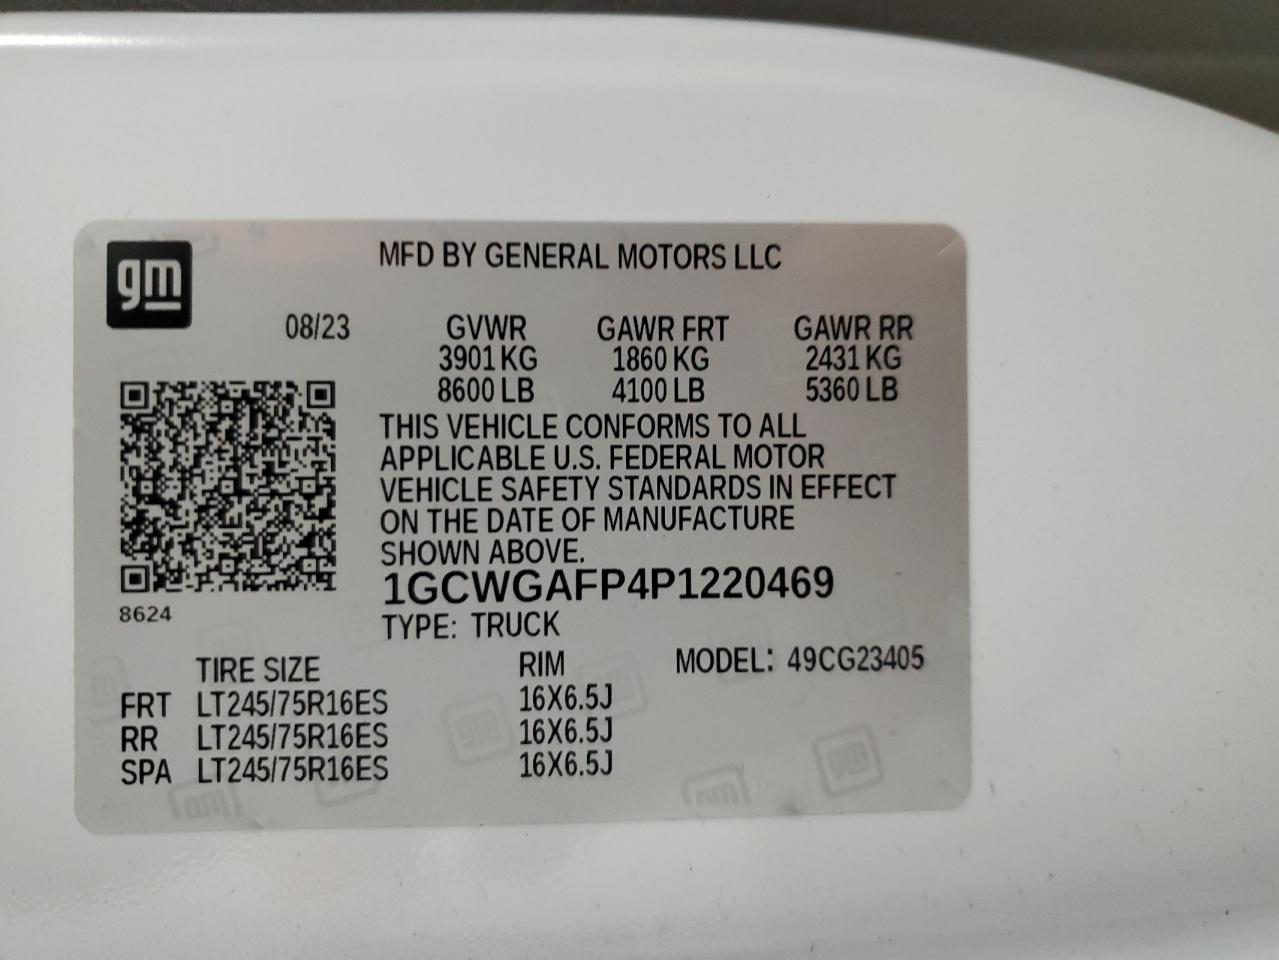 gm
MFD BY GENERAL MOTORS LLC
08/23 GVWR GAWR FRT GAWR RR
3901 KG 1860 KG 2431 KG
8600 LB 4100 LB 5360 LB
THIS VEHICLE CONFORMS TO ALL
APPLICABLE U.S. FEDERAL MOTOR
VEHICLE SAFETY STANDARDS IN EFFECT
ON THE DATE OF MANUFACTURE
SHOWN ABOVE.
1GCWGAFP4P1220469
8624
TYPE: TRUCK
TIRE SIZE RIM MODEL: 49CG23405
FRT LT245/75R16ES 16X6.5J
RR LT245/75R16ES 16X6.5J
SPA LT245/75R16ES 16X6.5J